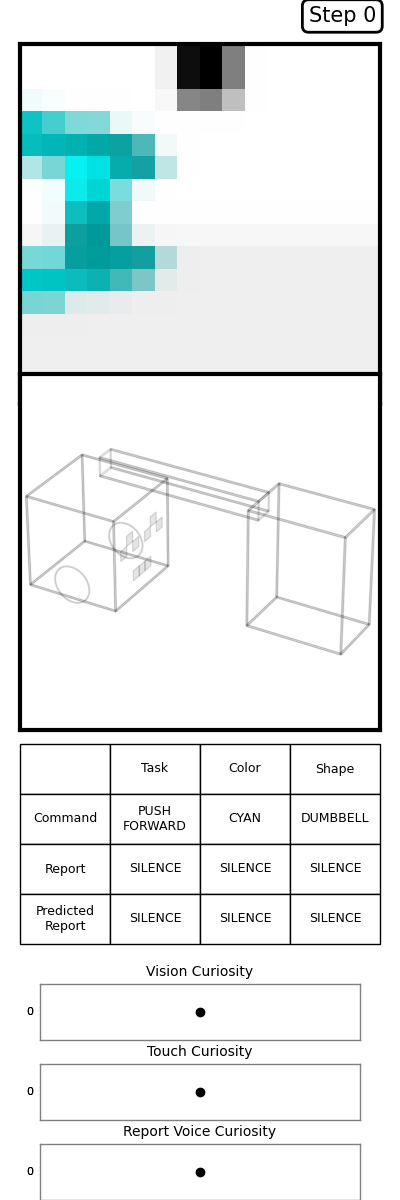 Step 0
Task Color Shape
Command PUSH FORWARD CYAN DUMBBELL
Report SILENCE SILENCE SILENCE
Predicted Report SILENCE SILENCE SILENCE
Vision Curiosity
0
Touch Curiosity
0
Report Voice Curiosity
0